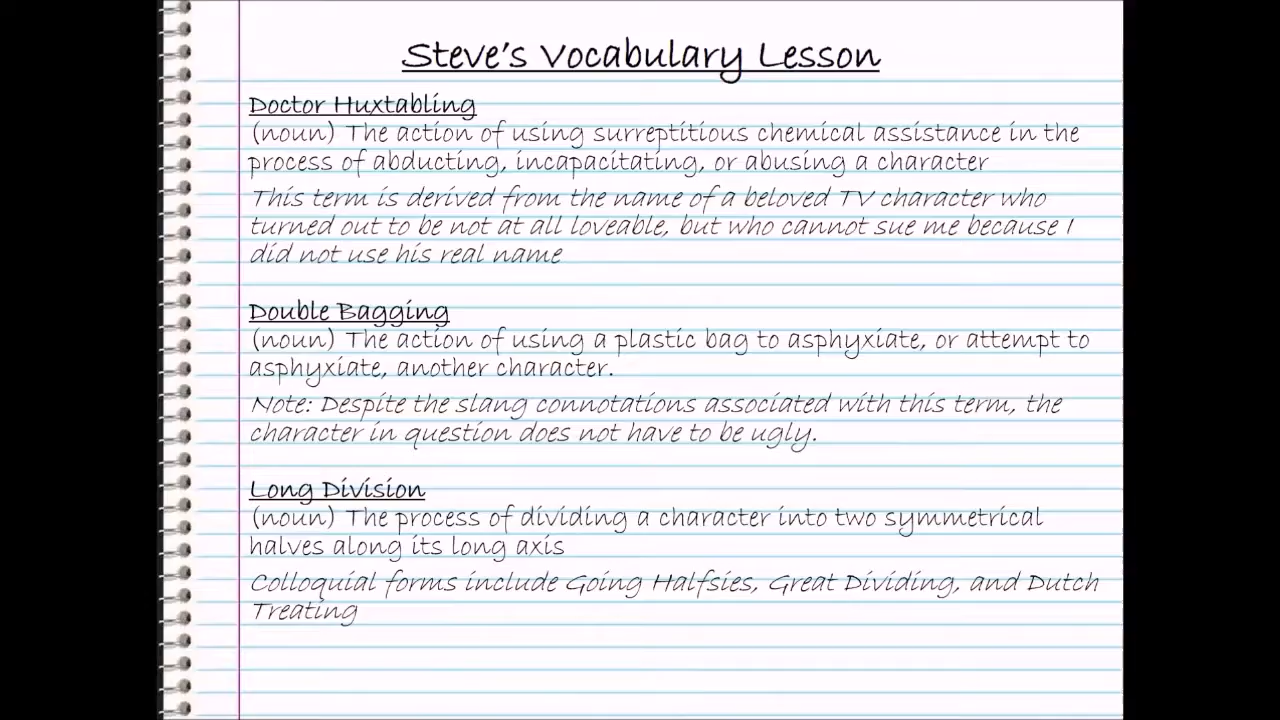 Steve's Vocabulary Lesson
Doctor Huxtabling
(noun) The action of using surreptitious chemical assistance in the
process of abducting, incapacitating, or abusing a character
This term is derived from the name of a beloved TV character who
turned out to be not at all loveable, but who cannot sue me because I
did not use his real name
Double Bagging
(noun) The action of using a plastic bag to asphyxiate, or attempt to
asphyxiate, another character.
Note: Despite the slang connotations associated with this term, the
character in question does not have to be ugly.
Long Division
(noun) The process of dividing a character into two symmetrical
halves along its long axis
Colloquial forms include Going Halfsies, Great Dividing, and Dutch
Treating